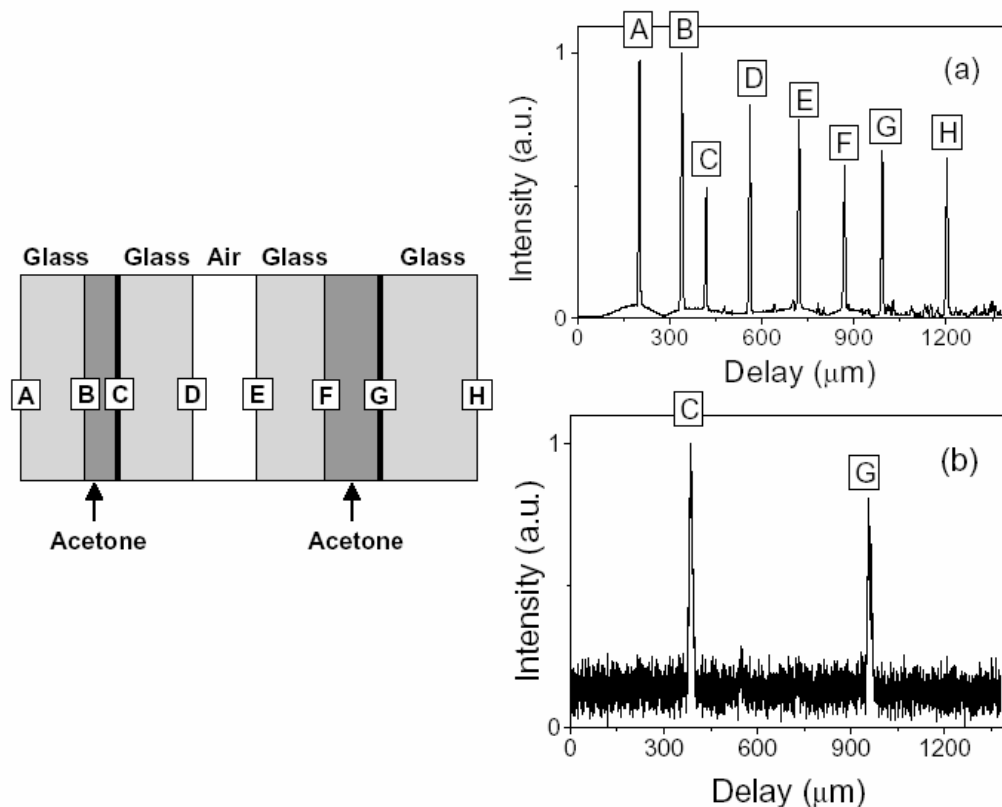 Glass Glass Air Glass Glass
A B C D E F G H
Acetone Acetone
A B C D E F G H
(a)
1
0
Intensity (a.u.)
0 300 600 900 1200
Delay (μm)
C
G
(b)
1
0
Intensity (a.u.)
0 300 600 900 1200
Delay (μm)